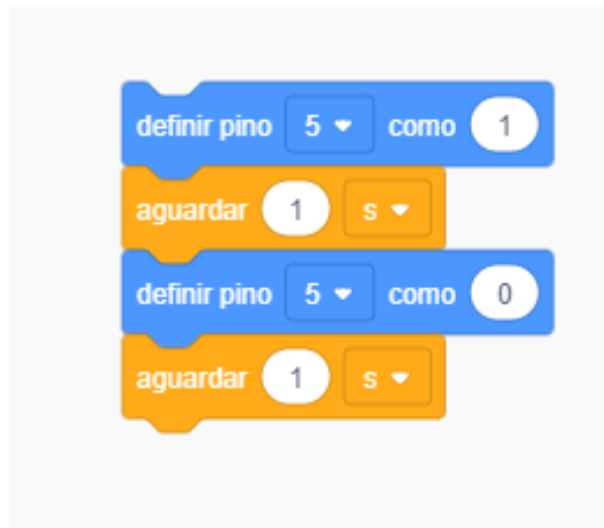 definir pino 5 como 1
aguardar 1 s
definir pino 5 como 0
aguardar 1 s